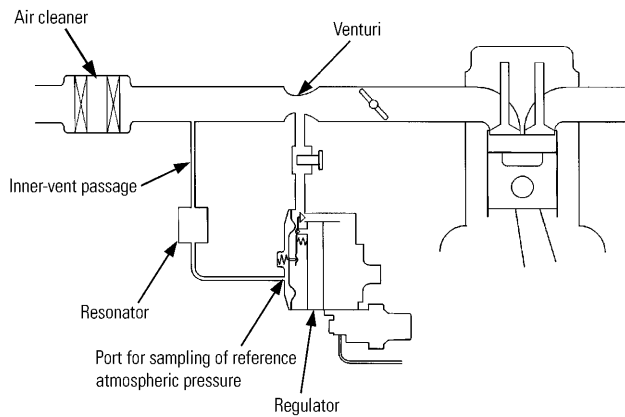 Air cleaner
Venturi
Inner-vent passage
Resonator
Port for sampling of reference
atmospheric pressure
Regulator